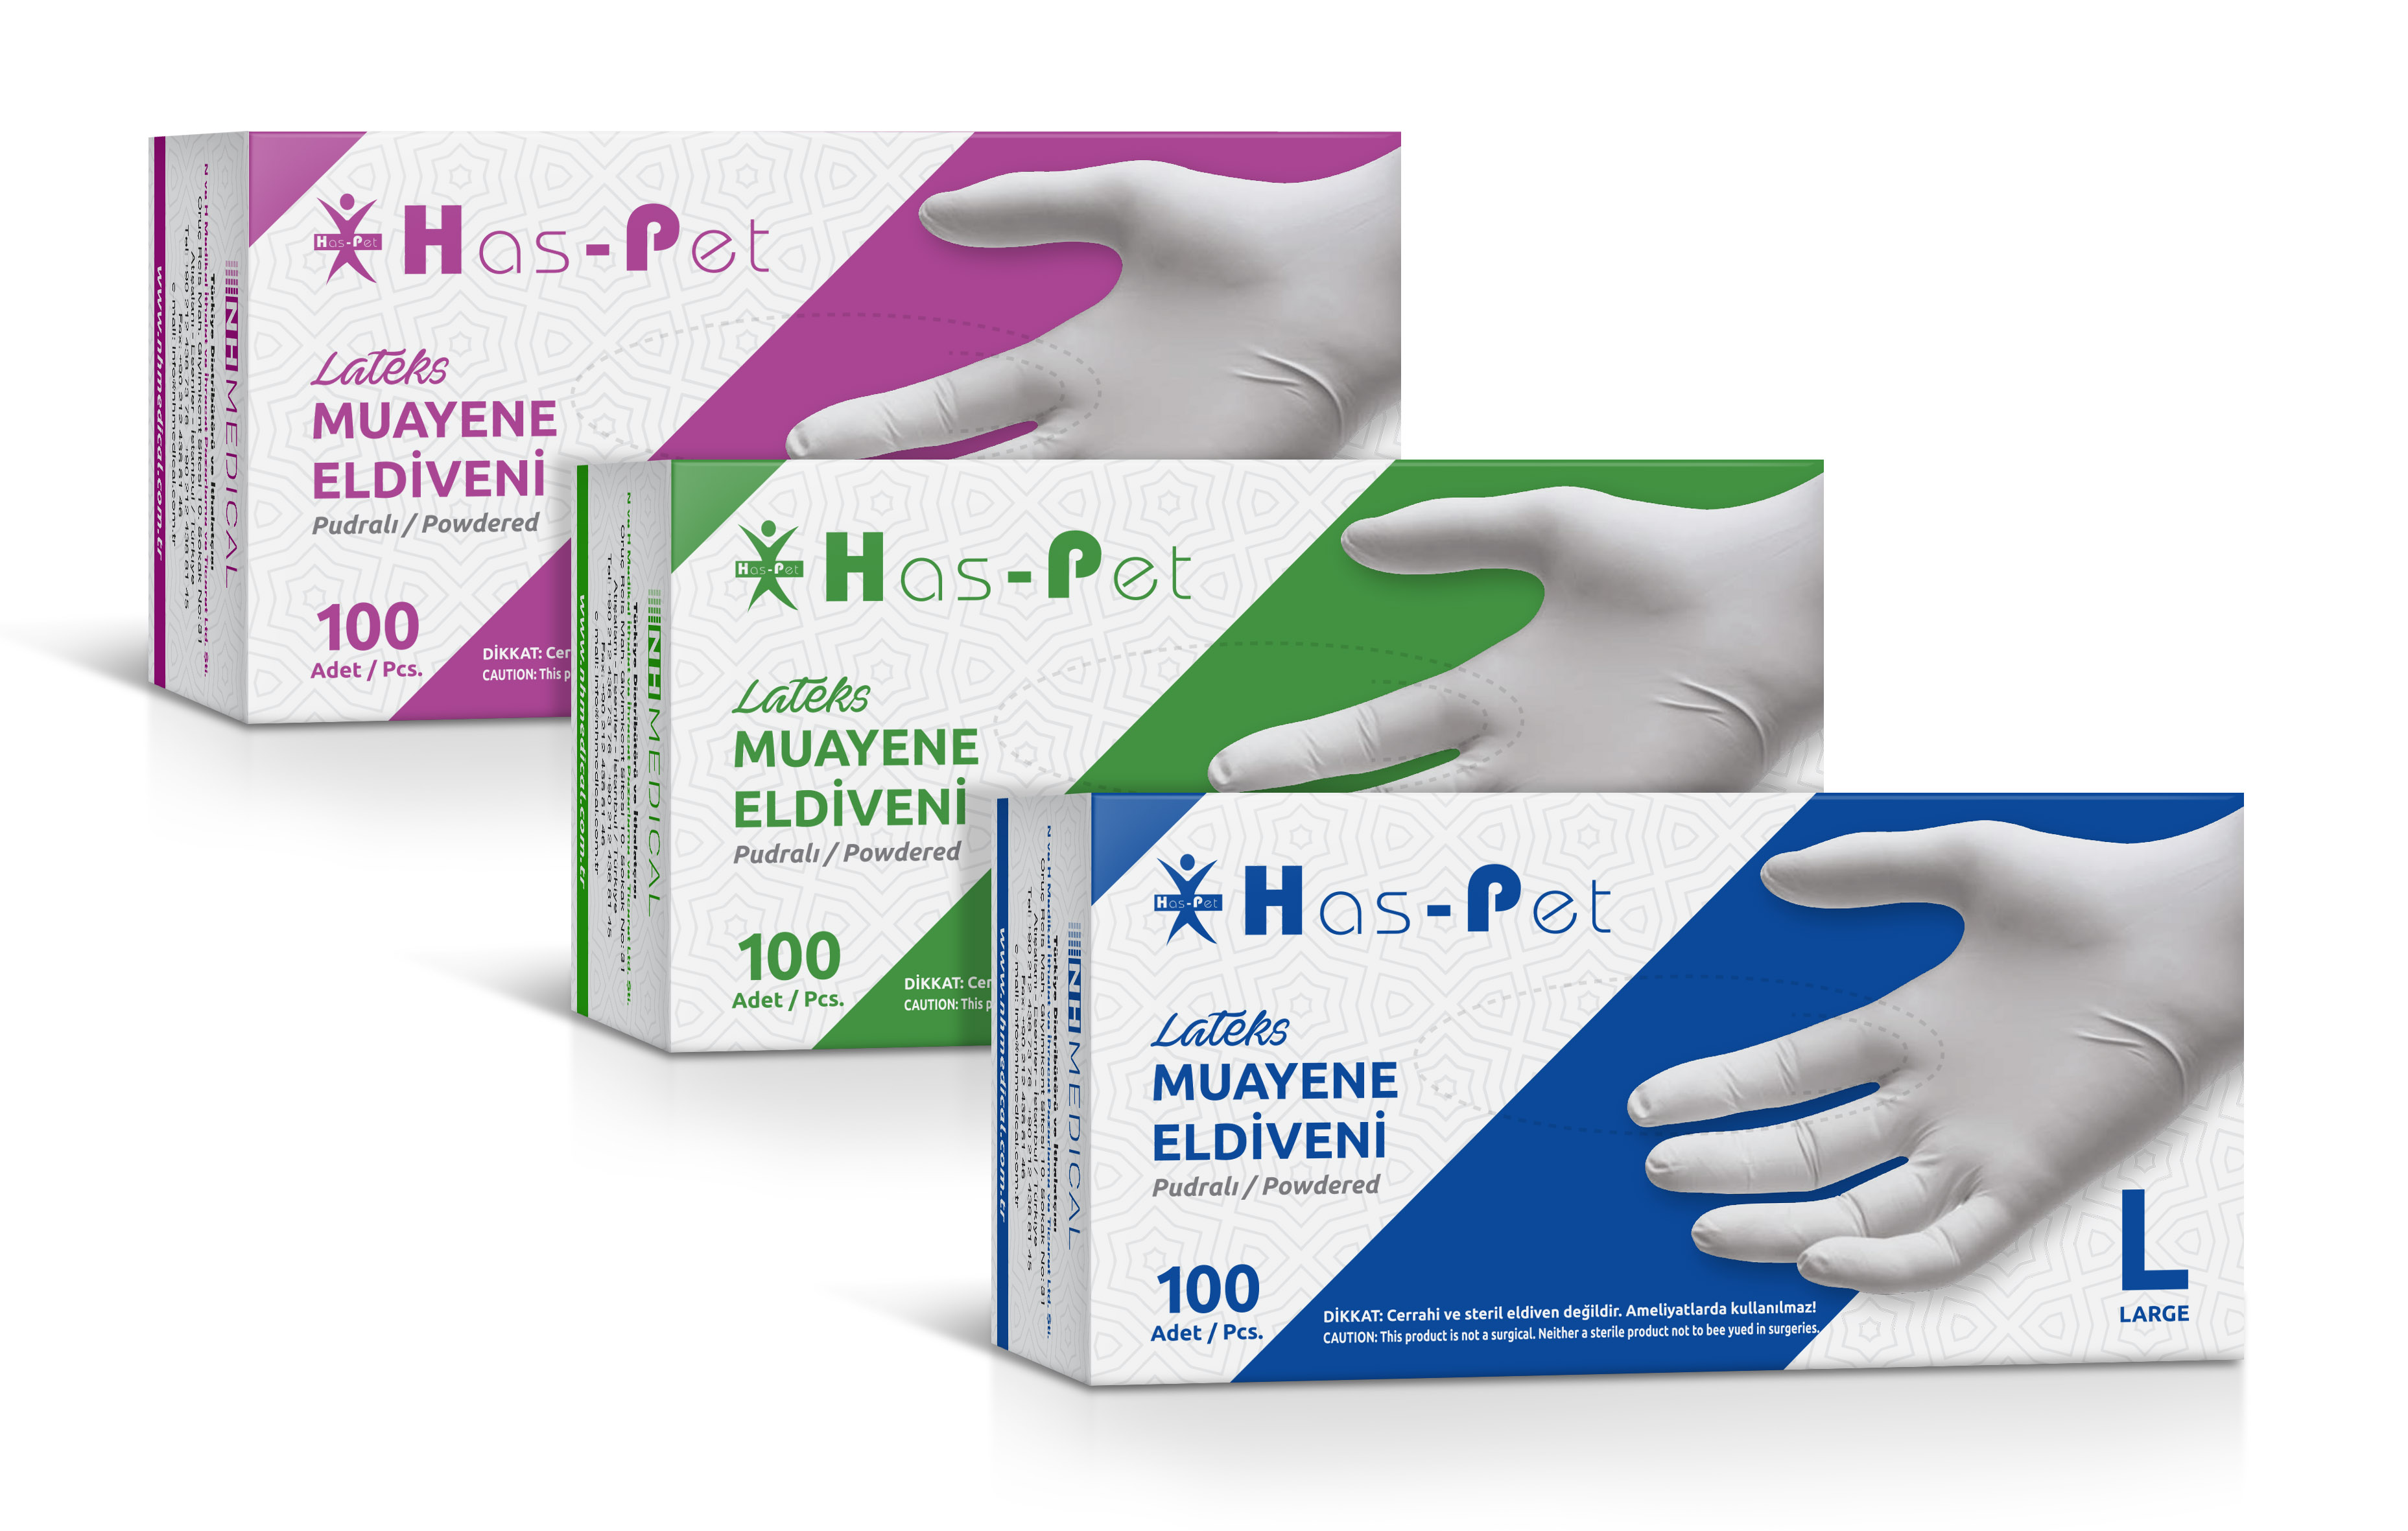 Has-Pet
Has-Pet
Lateks
MUAYENE
ELDİVENİ
Pudralı / Powdered
100
Adet / Pcs.
DİKKAT: Cer
CAUTION: This p
NHMEDICAL
www.nhmedical.com.tr
Has-Pet
Has-Pet
Lateks
MUAYENE
ELDİVENİ
Pudralı / Powdered
100
Adet / Pcs.
DİKKAT: Cer
CAUTION: This p
NHMEDICAL
www.nhmedical.com.tr
Has-Pet
Has-Pet
Lateks
MUAYENE
ELDİVENİ
Pudralı / Powdered
100
Adet / Pcs.
DİKKAT: Cerrahi ve steril eldiven değildir. Ameliyatlarda kullanılmaz!
CAUTION: This product is not a surgical. Neither a sterile product not to bee yued in surgeries.
L
LARGE
NHMEDICAL
www.nhmedical.com.tr